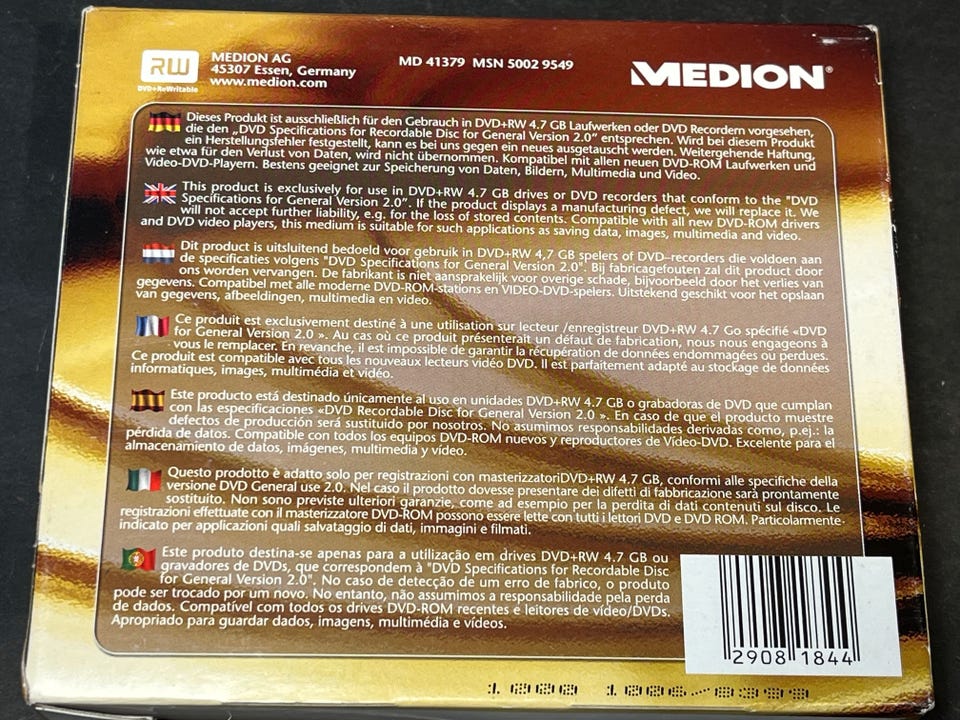 RW
DVD+ReWritable
MEDION AG
45307 Essen, Germany
www.medion.com
MD 41379 MSN 5002 9549
MEDION®
Dieses Produkt ist ausschließlich für den Gebrauch in DVD+RW 4.7 GB Laufwerken oder DVD Recordern vorgesehen,
die den „DVD Specifications for Recordable Disc for General Version 2.0“ entsprechen. Wird bei diesem Produkt
ein Herstellungsfehler festgestellt, kann es bei uns gegen ein neues ausgetauscht werden. Weitergehende Haftung,
wie etwa für den Verlust von Daten, wird nicht übernommen. Kompatibel mit allen neuen DVD-ROM Laufwerken und
Video-DVD-Playern. Bestens geeignet zur Speicherung von Daten, Bildern, Multimedia und Video.
This product is exclusively for use in DVD+RW 4.7 GB drives or DVD recorders that conform to the "DVD
Specifications for General Version 2.0”. If the product displays a manufacturing defect, we will replace it. We
will not accept further liability, e.g. for the loss of stored contents. Compatible with all new DVD-ROM drivers
and DVD video players, this medium is suitable for such applications as saving data, images, multimedia and video.
Dit product is uitsluitend bedoeld voor gebruik in DVD+RW 4,7 GB spelers of DVD–recorders die voldoen aan
de specificaties volgens "DVD Specifications for General Version 2.0". Bij fabricagefouten zal dit product door
ons worden vervangen. De fabrikant is niet aansprakelijk voor overige schade, bijvoorbeeld door het verlies van
gegevens. Compatibel met alle moderne DVD-ROM-stations en VIDEO-DVD-spelers. Uitstekend geschikt voor het opslaan
van gegevens, afbeeldingen, multimedia en video.
Ce produit est exclusivement destiné à une utilisation sur lecteur /enregistreur DVD+RW 4.7 Go spécifié «DVD
for General Version 2.0 ». Au cas où ce produit présenterait un défaut de fabrication, nous nous engageons à
vous le remplacer. En revanche, il est impossible de garantir la récupération de données endommagées ou perdues.
Ce produit est compatible avec tous les nouveaux lecteurs vidéo DVD. Il est parfaitement adapté au stockage de données
informatiques, images, multimédia et vidéo.
Este producto está destinado únicamente al uso en unidades DVD+RW 4.7 GB o grabadoras de DVD que cumplan
con las especificaciones «DVD Recordable Disc for General Version 2.0 ». En caso de que el producto muestre
defectos de producción será sustituido por nosotros. No asumimos responsabilidades derivadas como, p.ej.: la
pérdida de datos. Compatible con todos los equipos DVD-ROM nuevos y reproductores de Vídeo-DVD. Excelente para el
almacenamiento de datos, imágenes, multimedia y vídeo.
Questo prodotto è adatto solo per registrazioni con masterizzatoriDVD+RW 4.7 GB, conformi alle specifiche della
versione DVD General use 2.0. Nel caso il prodotto dovesse presentare dei difetti di fabbricazione sarà prontamente
sostituito. Non sono previste ulteriori garanzie, come ad esempio per la perdita di dati contenuti sul disco. Le
registrazioni effettuate con il masterizzatore DVD-ROM possono essere lette con tutti i lettori DVD e DVD ROM. Particolarmente
indicato per applicazioni quali salvataggio di dati, immagini e filmati.
Este produto destina-se apenas para a utilização em drives DVD+RW 4.7 GB ou
gravadores de DVDs, que correspondem à "DVD Specifications for Recordable Disc
for General Version 2.0". No caso de detecção de um erro de fabrico, o produto
pode ser trocado por um novo. No entanto, não assumimos a responsabilidade pela perda
de dados. Compatível com todos os drives DVD-ROM recentes e leitores de vídeo/DVDs.
Apropriado para guardar dados, imagens, multimédia e vídeos.
2908 1844